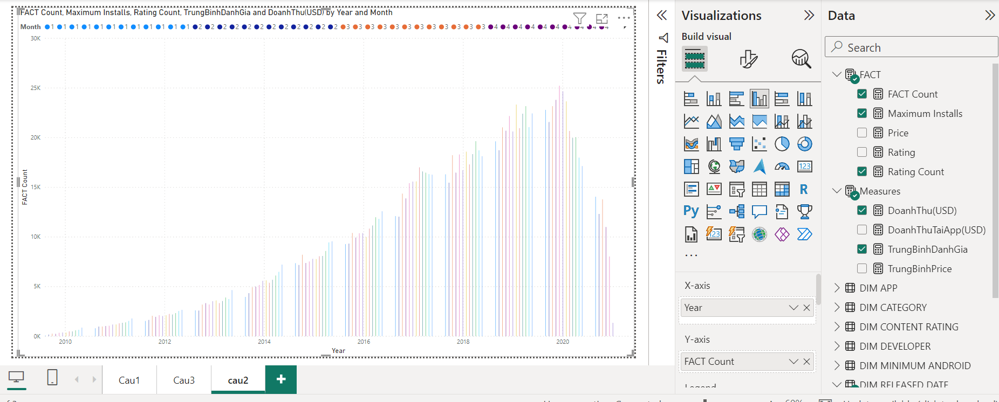 FACT Count, Maximum Installs, Rating Count, TrungBinhDanhGia and DoanhThu(USD) by Year and Month
Month 1 1 1 1 1 1 1 1 1 1 1 1 2 2 2 2 2 2 2 2 2 2 2 3 3 3 3 3 3 3 3 3 3 3 3 4 4 4 4 4 4 4 4 4 4
30K
25K
20K
15K
10K
5K
0K
FACT Count
2010 2012 2014 2016 2018 2020
Year
Cau1
Cau3
cau2
+
Filters
Visualizations
Build visual
123
R
Py
123
X-axis
Year
Y-axis
FACT Count
Legend
Data
Search
FACT
FACT Count
Maximum Installs
Price
Rating
Rating Count
Measures
DoanhThu(USD)
DoanhThuTaiApp(USD)
TrungBinhDanhGia
TrungBinhPrice
DIM APP
DIM CATEGORY
DIM CONTENT RATING
DIM DEVELOPER
DIM MINIMUM ANDROID
DIM RELEASED DATE